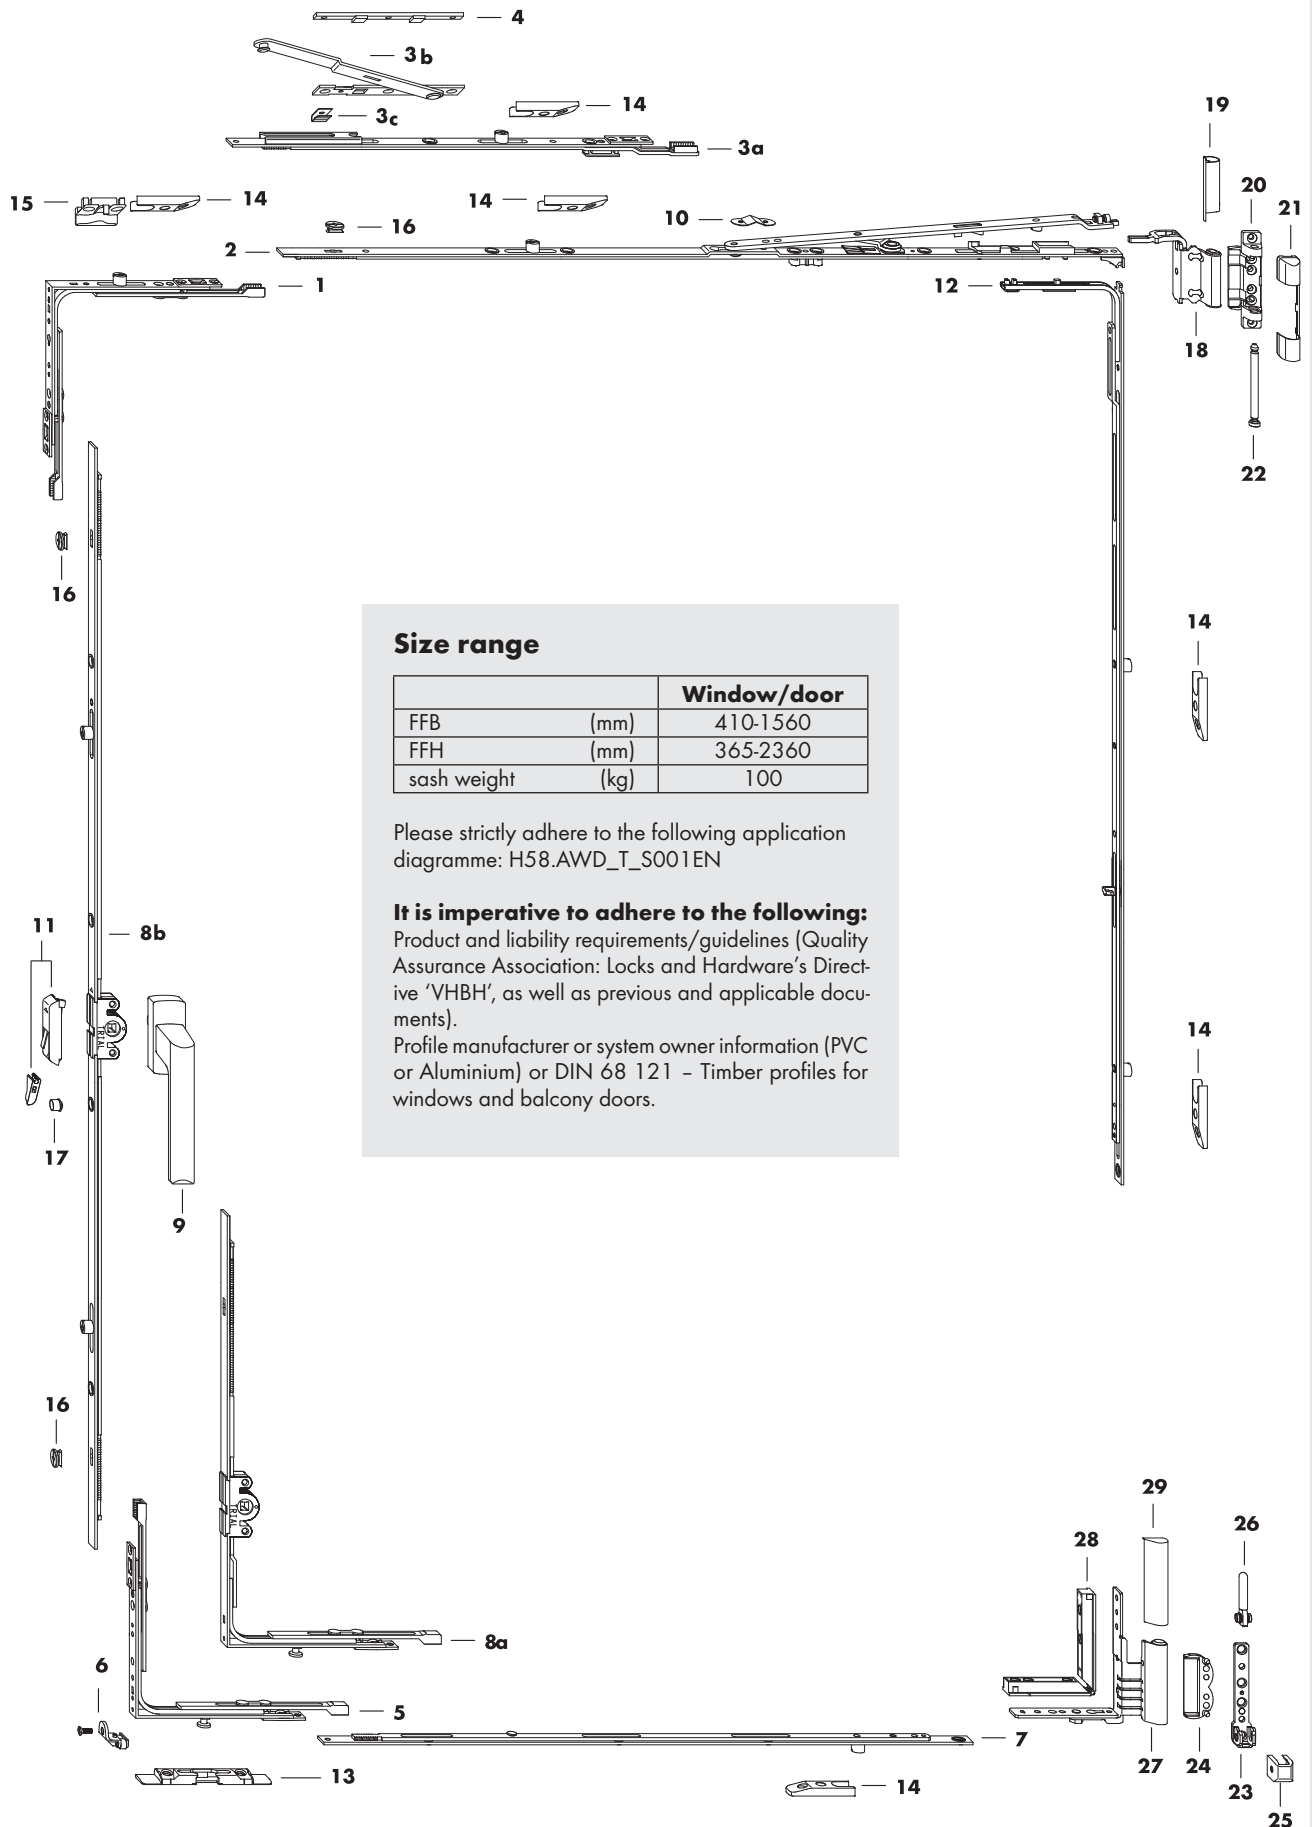 4
3b
14
3c
19
3a
15
14
14
20
10
21
16
2
1
12
18
22
16
14
Size range
Window/door
FFB (mm) 410-1560
FFH (mm) 365-2360
sash weight (kg) 100
Please strictly adhere to the following application
diagramme: H58.AWD_T_S001EN
It is imperative to adhere to the following:
Product and liability requirements/guidelines (Quality
Assurance Association: Locks and Hardware's Direct-
ive 'VHBH', as well as previous and applicable docu-
ments).
Profile manufacturer or system owner information (PVC
or Aluminium) or DIN 68 121 – Timber profiles for
windows and balcony doors.
11
8b
TRIAL
14
17
9
16
TRIAL
29
26
28
8a
6
5
7
27
24
23
13
14
25